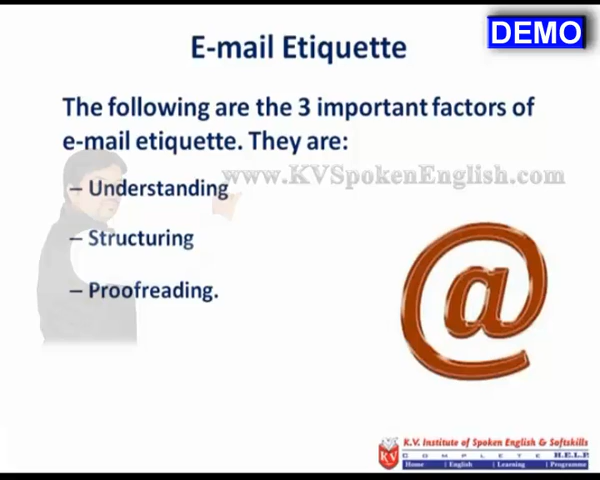 DEMO
E-mail Etiquette
The following are the 3 important factors of
e-mail etiquette. They are:
www.KVSpokenEnglish.com
– Understanding
– Structuring
– Proofreading.
@
K.V. Institute of Spoken English & Softskills
KV
COMPLETE H.E.L.P.
Home | English | Learning | Programme